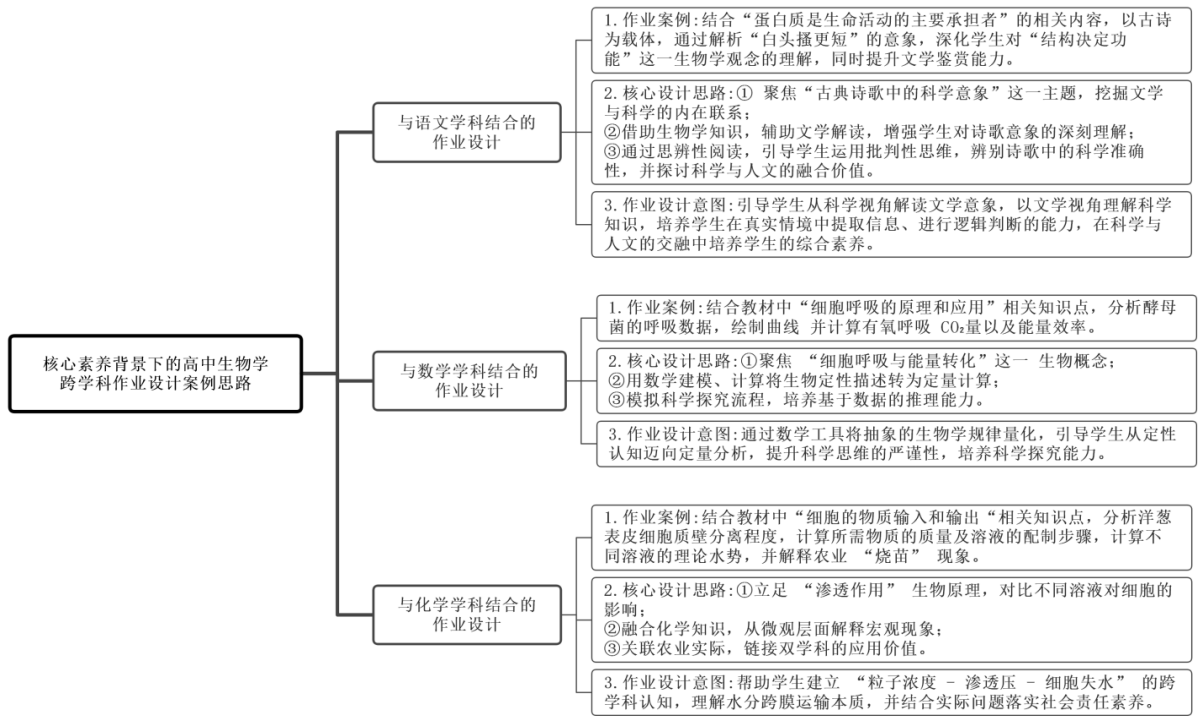 核心素养背景下的高中生物学
跨学科作业设计案例思路
与语文学科结合的
作业设计
1.作业案例:结合“蛋白质是生命活动的主要承担者”的相关内容，以古诗
为载体，通过解析“白头搔更短”的意象，深化学生对“结构决定功
能”这一生物学观念的理解，同时提升文学鉴赏能力。
2.核心设计思路:① 聚焦“古典诗歌中的科学意象”这一主题，挖掘文学
与科学的内在联系；
②借助生物学知识，辅助文学解读，增强学生对诗歌意象的深刻理解；
③通过思辨性阅读，引导学生运用批判性思维，辨别诗歌中的科学准确
性，并探讨科学与人文的融合价值。
3.作业设计意图:引导学生从科学视角解读文学意象，以文学视角理解科学
知识，培养学生在真实情境中提取信息、进行逻辑判断的能力，在科学与
人文的交融中培养学生的综合素养。
与数学学科结合的
作业设计
1.作业案例:结合教材中“细胞呼吸的原理和应用”相关知识点，分析酵母
菌的呼吸数据，绘制曲线 并计算有氧呼吸 CO₂量以及能量效率。
2.核心设计思路:①聚焦 “细胞呼吸与能量转化”这一 生物概念；
②用数学建模、计算将生物定性描述转为定量计算；
③模拟科学探究流程，培养基于数据的推理能力。
3.作业设计意图:通过数学工具将抽象的生物学规律量化，引导学生从定性
认知迈向定量分析，提升科学思维的严谨性，培养科学探究能力。
与化学学科结合的
作业设计
1.作业案例:结合教材中“细胞的物质输入和输出“相关知识点，分析洋葱
表皮细胞质壁分离程度，计算所需物质的质量及溶液的配制步骤，计算不
同溶液的理论水势，并解释农业 “烧苗” 现象。
2.核心设计思路:①立足 “渗透作用” 生物原理，对比不同溶液对细胞的
影响；
②融合化学知识，从微观层面解释宏观现象；
③关联农业实际，链接双学科的应用价值。
3.作业设计意图:帮助学生建立 “粒子浓度 - 渗透压 - 细胞失水” 的跨
学科认知，理解水分跨膜运输本质，并结合实际问题落实社会责任素养。